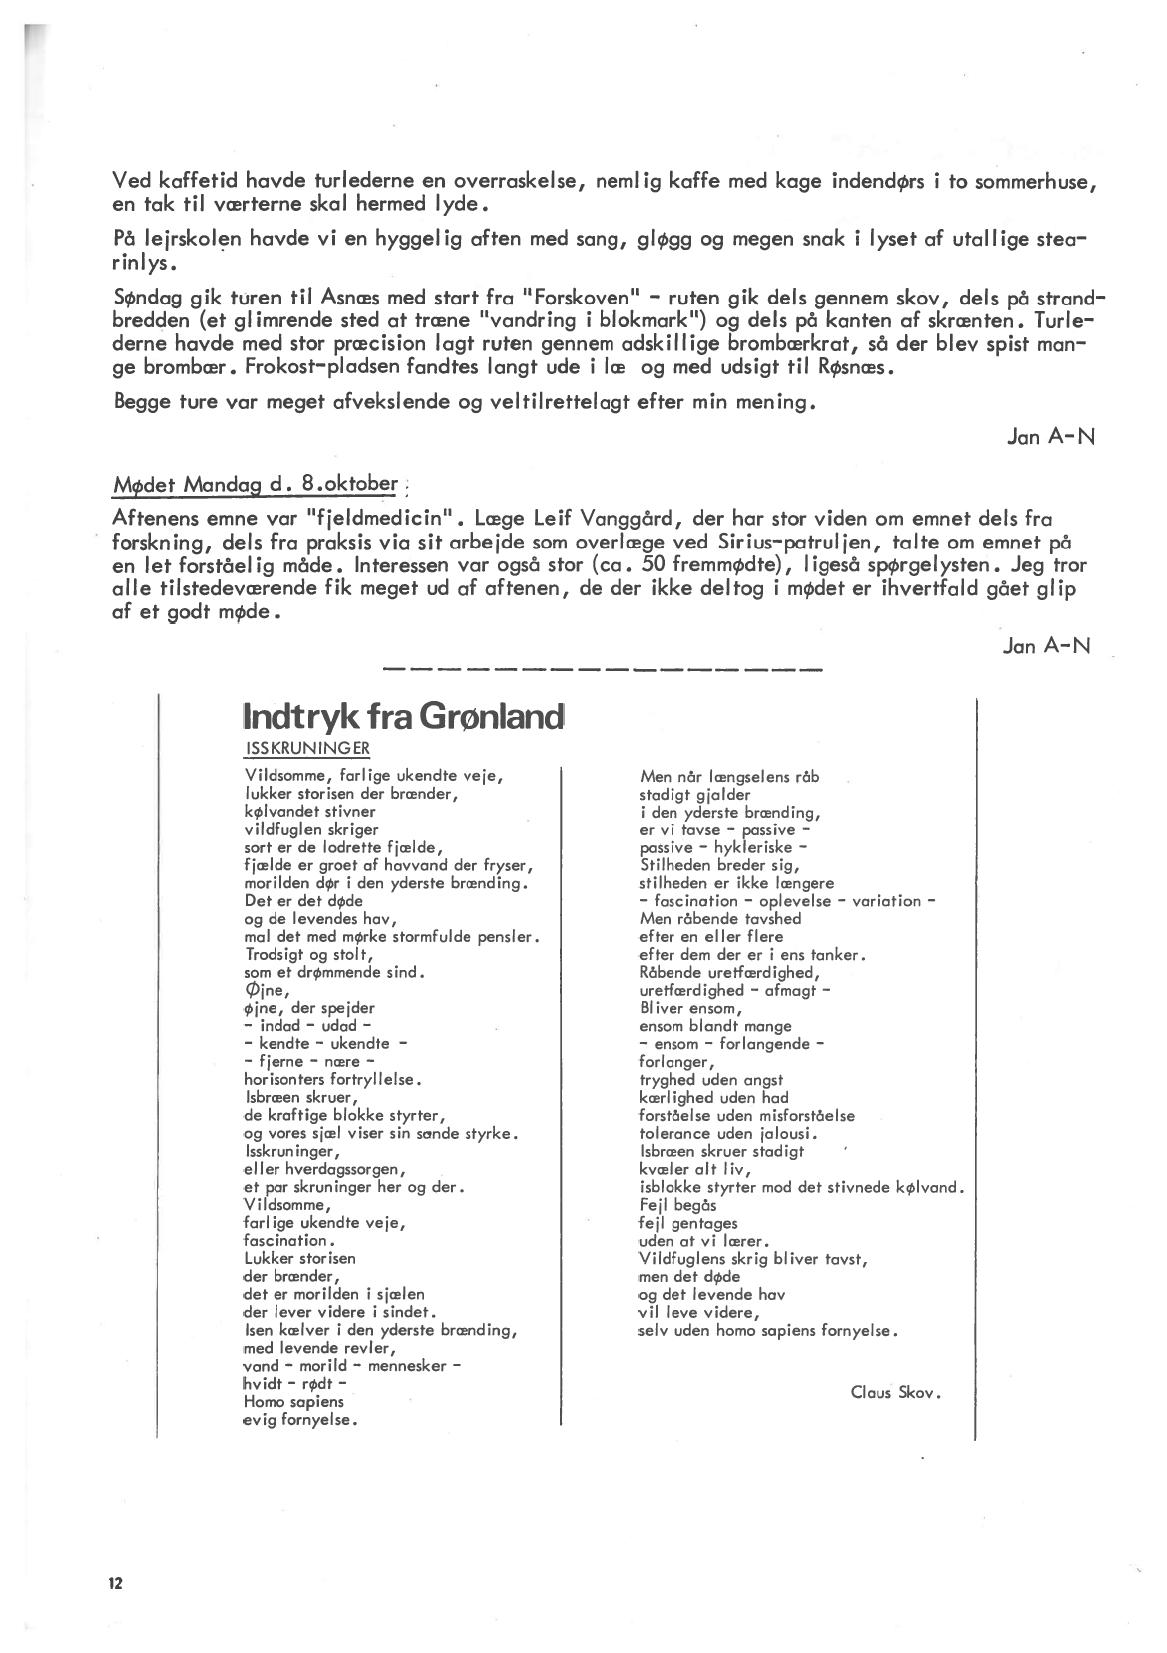 Ved kaffetid havde turlederne en overraskelse, nemlig kaffe med kage indendørs i to sommerhuse,
en tak til værterne skal hermed lyde.
På lejrskolen havde vi en hyggelig aften med sang, gløgg og megen snak i lyset af utallige stea-
rinlys.
Søndag gik turen til Asnæs med start fra "Forskoven" - ruten gik dels gennem skov, dels på strand-
bredden (et glimrende sted at træne "vandring i blokmark") og dels på kanten af skrænten. Turle-
derne havde med stor præcision lagt ruten gennem adskillige brombærkrat, så der blev spist man-
ge brombær. Frokost-pladsen fandtes langt ude i læ og med udsigt til Røsnæs.
Begge ture var meget afvekslende og veltilrettelagt efter min mening.
Jan A-N
Mødet Mandag d. 8.oktober :
Aftenens emne var "fjeldmedicin". Læge Leif Vanggård, der har stor viden om emnet dels fra
forskning, dels fra praksis via sit arbejde som overlæge ved Sirius-patruljen, talte om emnet på
en let forståelig måde. Interessen var også stor (ca. 50 fremmødte), ligeså spørgelysten. Jeg tror
alle tilstedeværende fik meget ud af aftenen, de der ikke deltog i mødet er ihvertfald gået glip
af et godt møde.
Jan A-N
Indtryk fra Grønland
ISSKRUNINGER
Vildsomme, farlige ukendte veje,
lukker storisen der brænder,
kølvandet stivner
vildfuglen skriger
sort er de lodrette fjælde,
fjælde er groet af havvand der fryser,
morilden dør i den yderste brænding.
Det er det døde
og de levendes hav,
mal det med mørke stormfulde pensler.
Trodsigt og stolt,
som et drømmende sind.
Øjne,
øjne, der spejder
- indad - udad -
- kendte - ukendte -
- fjerne - nære -
horisonters fortryllelse.
Isbræen skruer,
de kraftige blokke styrter,
og vores sjæl viser sin sande styrke.
Isskruninger,
eller hverdagssorgen,
et par skruninger her og der.
Vildsomme,
farlige ukendte veje,
fascination.
Lukker storisen
der brænder,
det er morilden i sjælen
der lever videre i sindet.
Isen kælver i den yderste brænding,
med levende revler,
vand - morild - mennesker -
hvidt - rødt -
Homo sapiens
evig fornyelse.
Men når længselens råb
stadigt gjalder
i den yderste brænding,
er vi tavse - passive -
passive - hykleriske -
Stilheden breder sig,
stilheden er ikke længere
- fascination - oplevelse - variation -
Men råbende tavshed
efter en eller flere
efter dem der er i ens tanker.
Råbende uretfærdighed,
uretfærdighed - afmagt -
Bliver ensom,
ensom blandt mange
- ensom - forlangende -
forlanger,
tryghed uden angst
kærlighed uden had
forståelse uden misforståelse
tolerance uden jalousi.
Isbræen skruer stadigt
kvæler alt liv,
isblokke styrter mod det stivnede kølvand.
Fejl begås
fejl gentages
uden at vi lærer.
Vildfuglens skrig bliver tavst,
men det døde
og det levende hav
vil leve videre,
selv uden homo sapiens fornyelse.
Claus Skov.
12